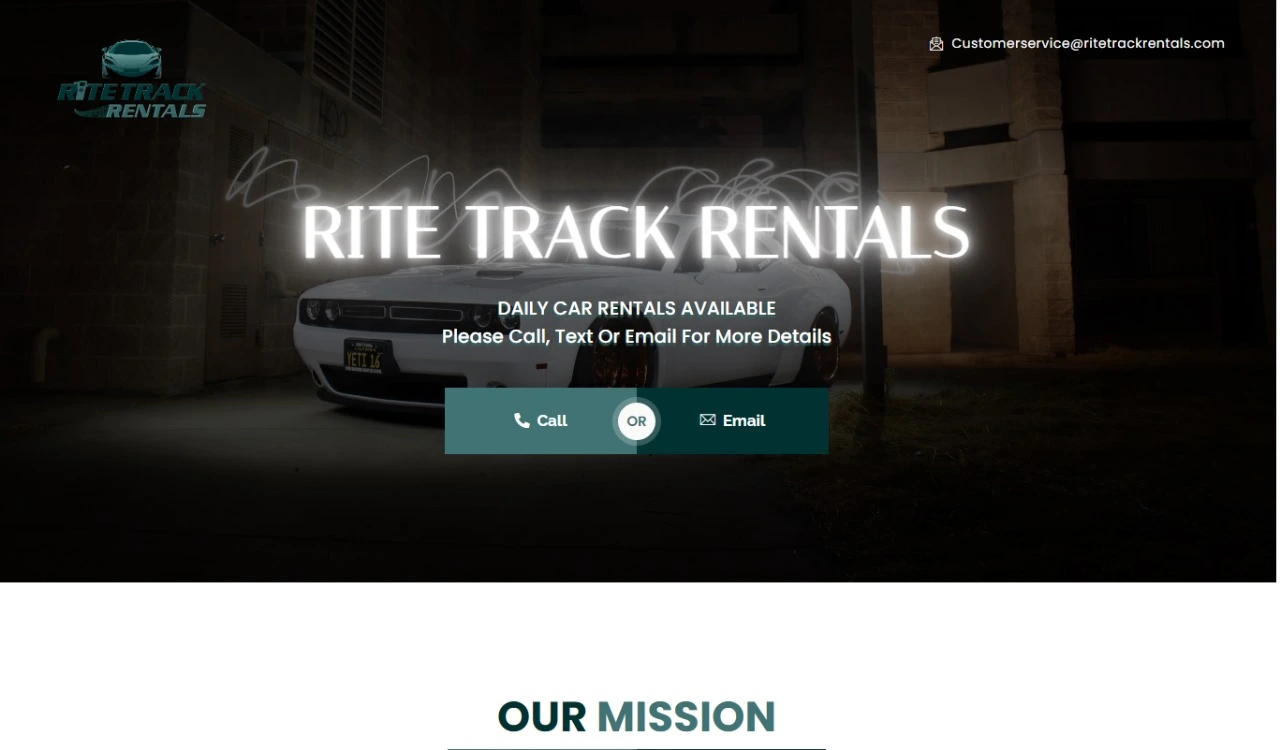 RITE TRACK
RENTALS
Customerservice@ritetrackrentals.com
RITE TRACK RENTALS
DAILY CAR RENTALS AVAILABLE
Please Call, Text Or Email For More Details
YETI 16
Call
OR
Email
OUR MISSION